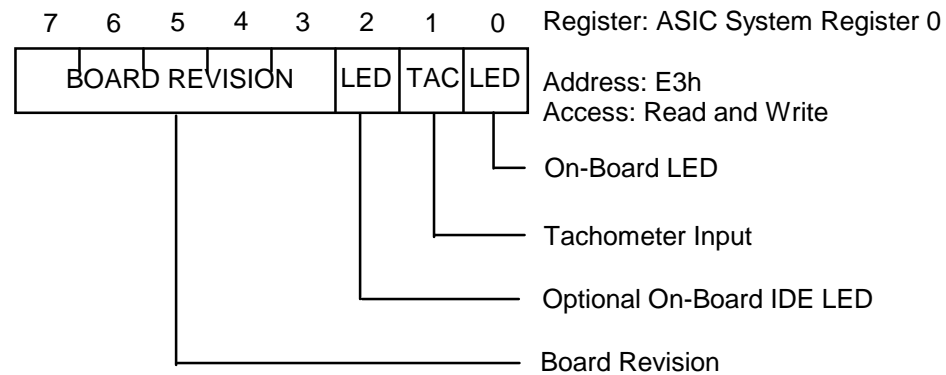 7 6 5 4 3 2 1 0 Register: ASIC System Register 0
BOARD REVISION LED TAC LED
Address: E3h
Access: Read and Write
On-Board LED
Tachometer Input
Optional On-Board IDE LED
Board Revision